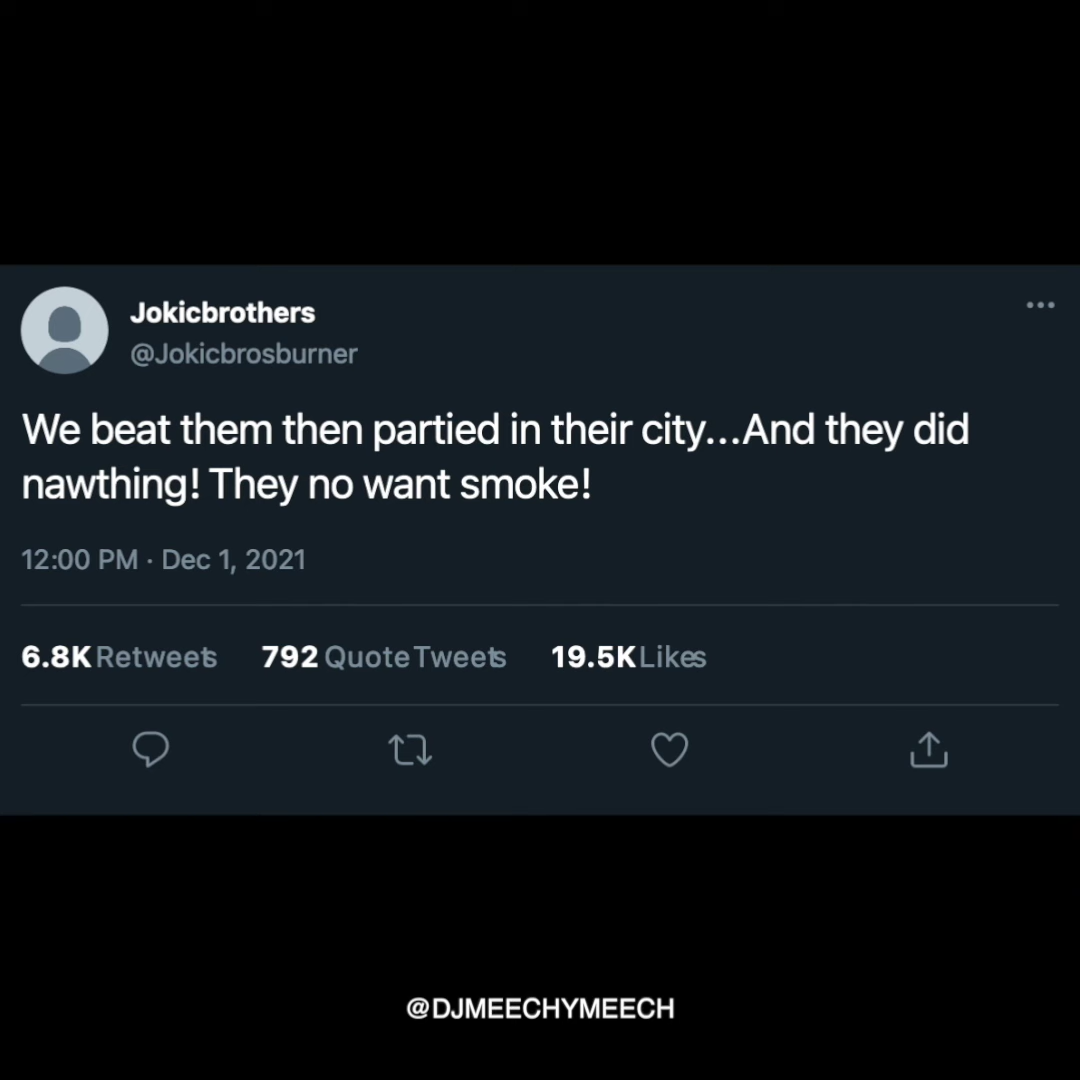 Jokicbrothers
@Jokicbrosburner
We beat them then partied in their city...And they did
nawthing! They no want smoke!
12:00 PM · Dec 1, 2021
6.8K Retweets 792 Quote Tweets 19.5K Likes
@DJMEECHYMEECH